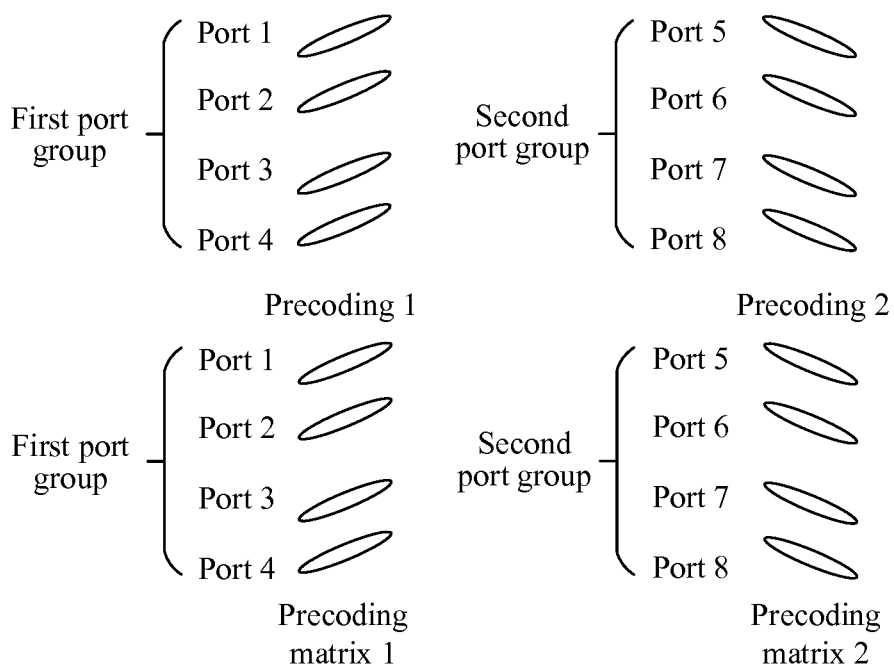 Port 1
Port 2
First port
group
Port 3
Port 4
Precoding 1
Port 5
Port 6
Second
port group
Port 7
Port 8
Precoding 2
Port 1
Port 2
First port
group
Port 3
Port 4
Precoding
matrix 1
Port 5
Port 6
Second
port group
Port 7
Port 8
Precoding
matrix 2